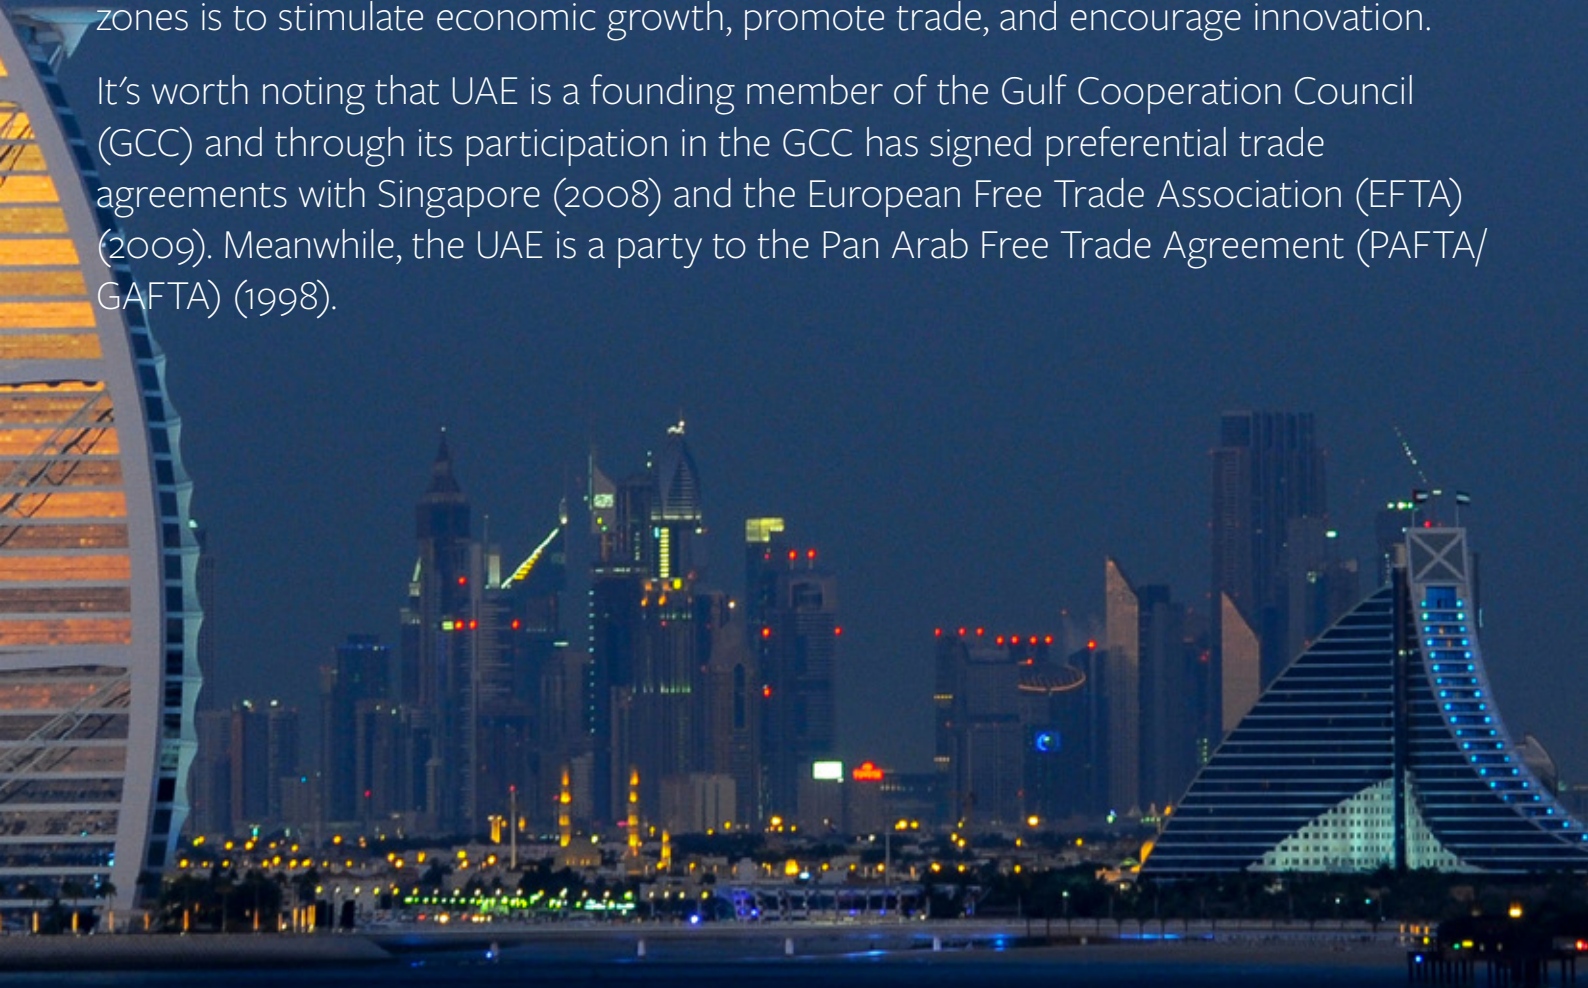 zones is to stimulate economic growth, promote trade, and encourage innovation.
It's worth noting that UAE is a founding member of the Gulf Cooperation Council
(GCC) and through its participation in the GCC has signed preferential trade
agreements with Singapore (2008) and the European Free Trade Association (EFTA)
(2009). Meanwhile, the UAE is a party to the Pan Arab Free Trade Agreement (PAFTA/
GAFTA) (1998).